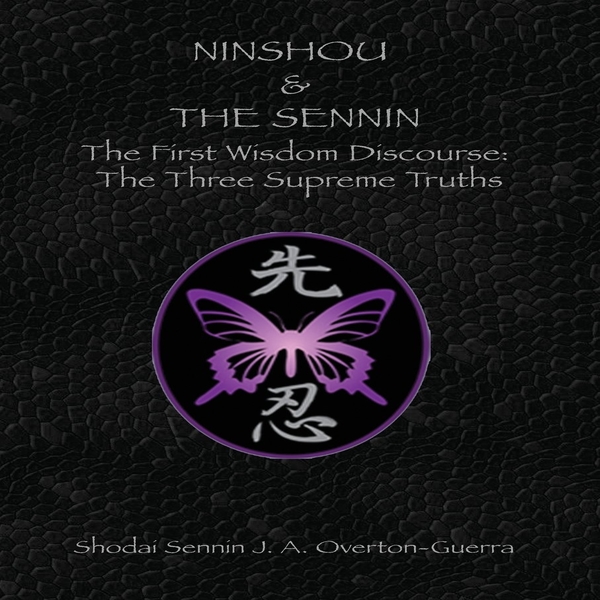 NINSHOU
&
THE SENNIN
The First Wisdom Discourse:
The Three Supreme Truths
先
忍
Shodai Sennin J. A. Overton-Guerra